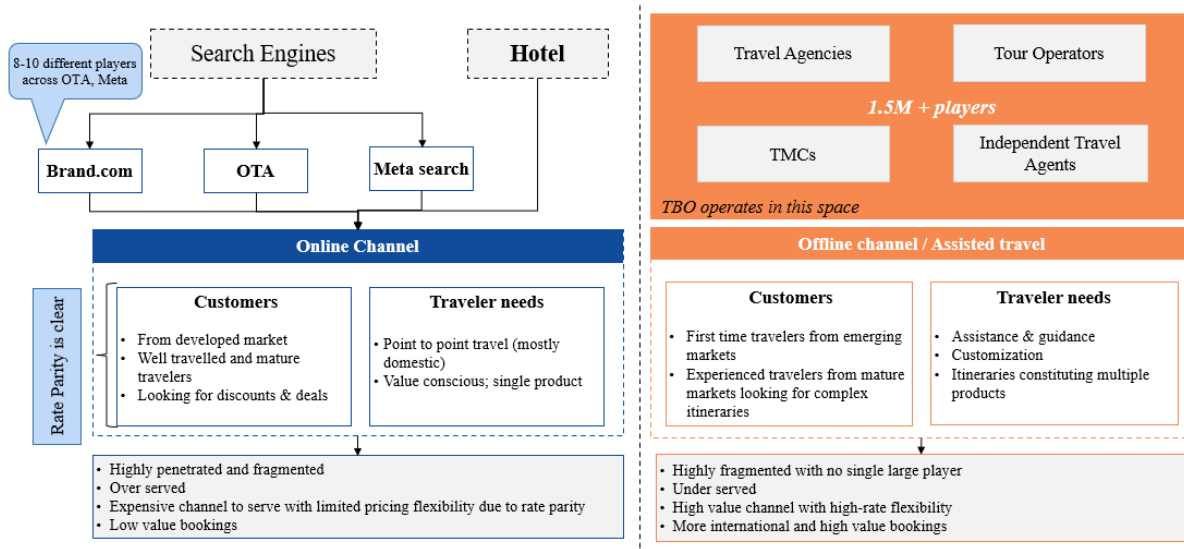 8-10 different players
across OTA, Meta
Search Engines
Hotel
Brand.com
OTA
Meta search
Online Channel
Rate Parity is clear
Customers
• From developed market
• Well travelled and mature
travelers
• Looking for discounts & deals
Traveler needs
• Point to point travel (mostly
domestic)
• Value conscious; single product
• Highly penetrated and fragmented
• Over served
• Expensive channel to serve with limited pricing flexibility due to rate parity
• Low value bookings
Travel Agencies
Tour Operators
1.5M + players
TMCs
Independent Travel
Agents
TBO operates in this space
Offline channel / Assisted travel
Customers
• First time travelers from emerging
markets
• Experienced travelers from mature
markets looking for complex
itineraries
Traveler needs
• Assistance & guidance
• Customization
• Itineraries constituting multiple
products
• Highly fragmented with no single large player
• Under served
• High value channel with high-rate flexibility
• More international and high value bookings